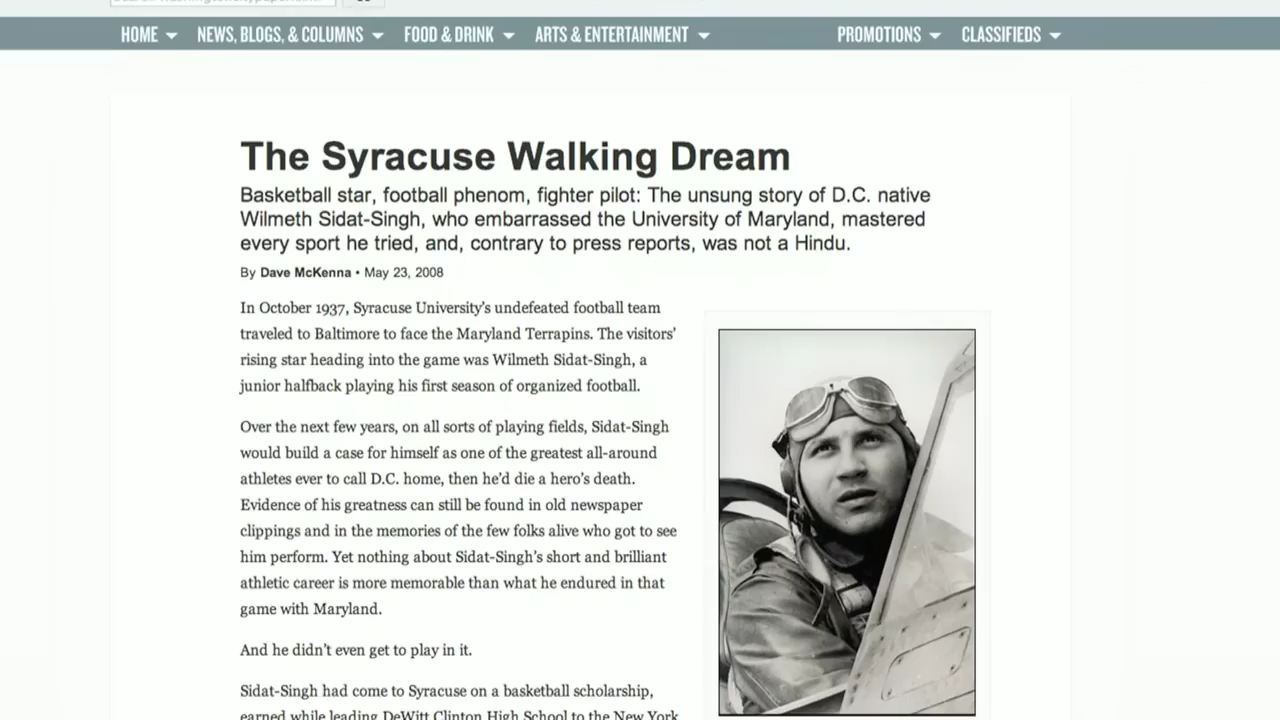 HOME NEWS, BLOGS, & COLUMNS FOOD & DRINK ARTS & ENTERTAINMENT PROMOTIONS CLASSIFIEDS
The Syracuse Walking Dream
Basketball star, football phenom, fighter pilot: The unsung story of D.C. native
Wilmeth Sidat-Singh, who embarrassed the University of Maryland, mastered
every sport he tried, and, contrary to press reports, was not a Hindu.
By Dave McKenna • May 23, 2008
In October 1937, Syracuse University’s undefeated football team
traveled to Baltimore to face the Maryland Terrapins. The visitors’
rising star heading into the game was Wilmeth Sidat-Singh, a
junior halfback playing his first season of organized football.
Over the next few years, on all sorts of playing fields, Sidat-Singh
would build a case for himself as one of the greatest all-around
athletes ever to call D.C. home, then he’d die a hero’s death.
Evidence of his greatness can still be found in old newspaper
clippings and in the memories of the few folks alive who got to see
him perform. Yet nothing about Sidat-Singh’s short and brilliant
athletic career is more memorable than what he endured in that
game with Maryland.
And he didn’t even get to play in it.
Sidat-Singh had come to Syracuse on a basketball scholarship,
earned while leading DeWitt Clinton High School to the New York